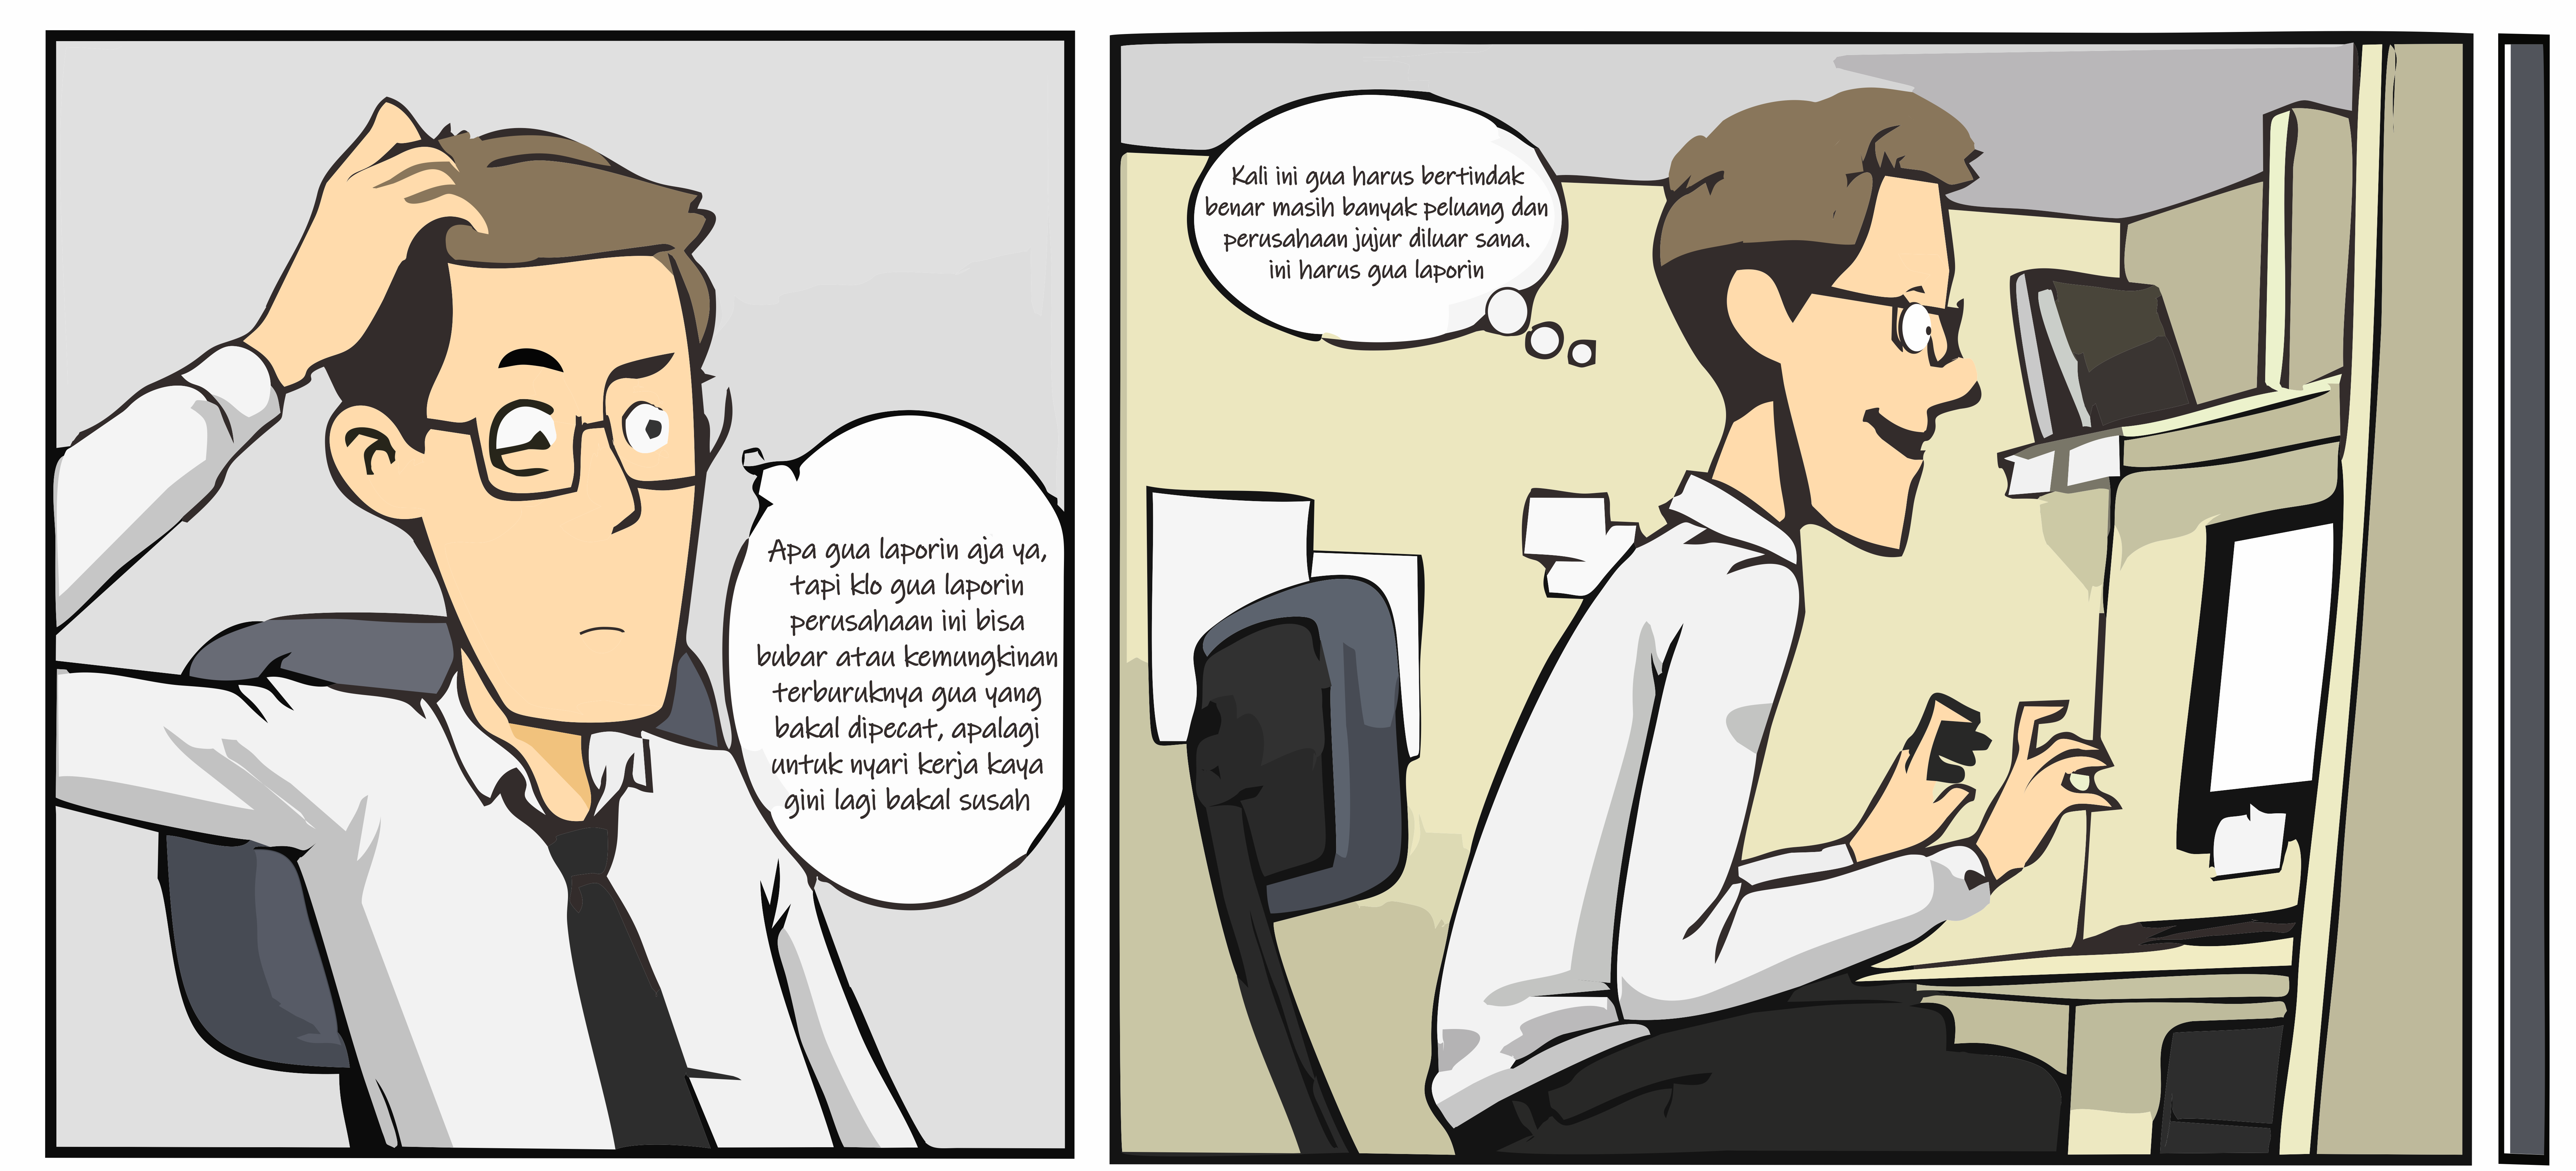 Apa gua laporin aja ya,
tapi klo gua laporin
perusahaan ini bisa
bubar atau kemungkinan
terburuknya gua yang
bakal dipecat, apalagi
untuk nyari kerja kaya
gini lagi bakal susah
Kali ini gua harus bertindak
benar masih banyak peluang dan
perusahaan jujur diluar sana.
ini harus gua laporin